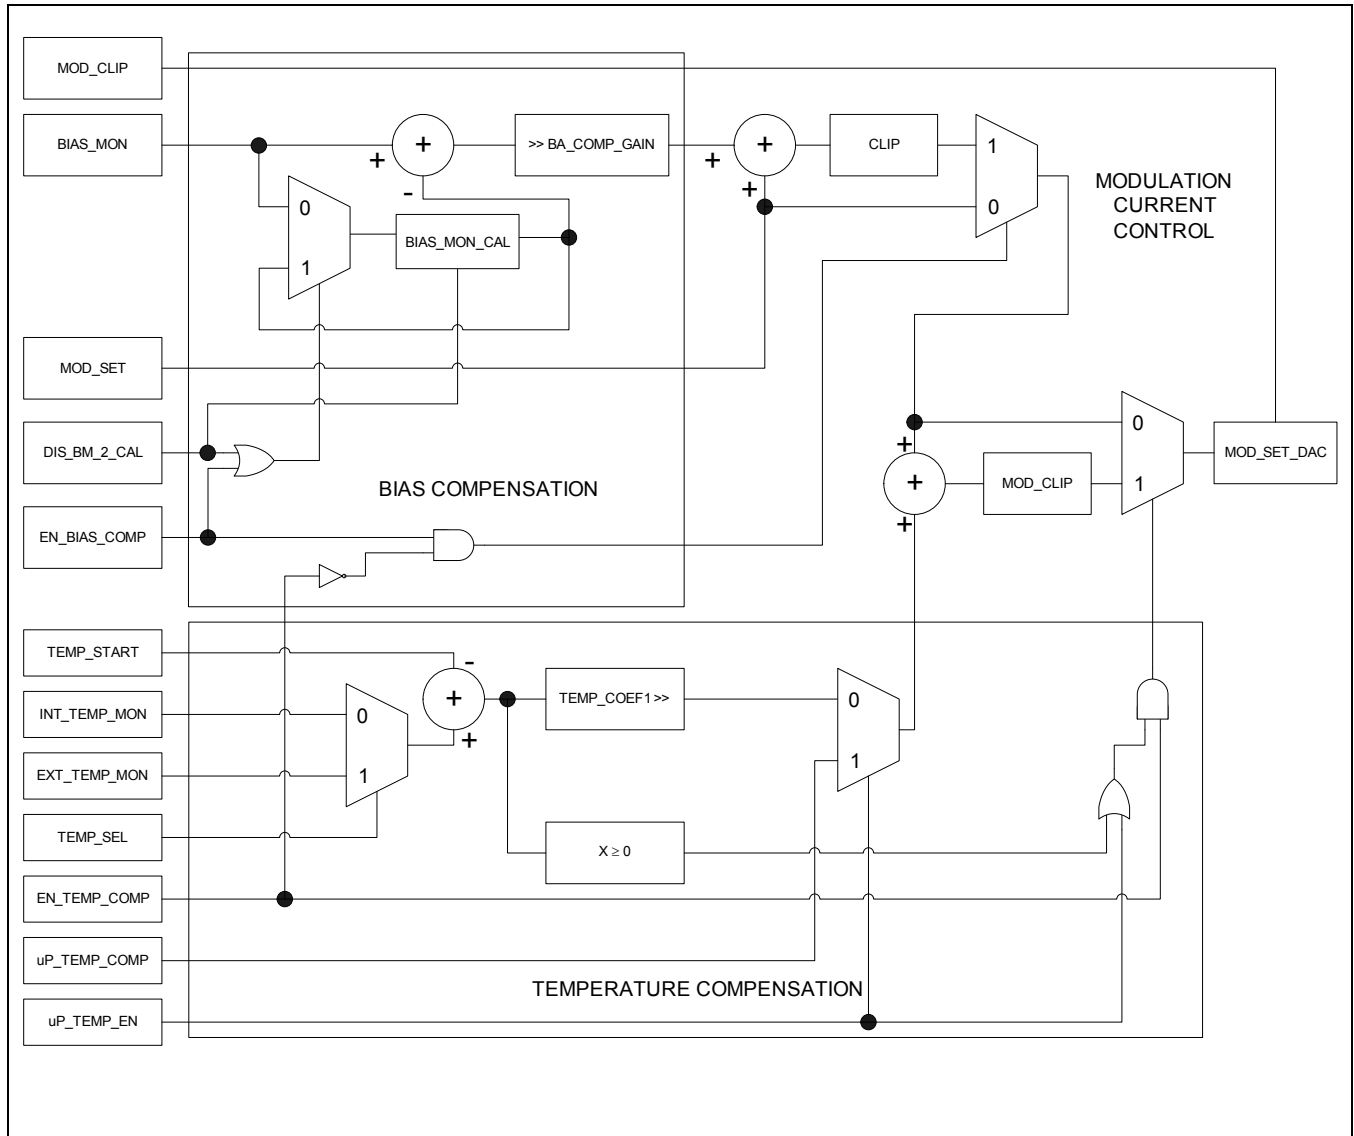 MOD_CLIP
BIAS_MON
+
+
-
>> BA_COMP_GAIN
+
+
+
CLIP
1
0
MODULATION
CURRENT
CONTROL
0
1
BIAS_MON_CAL
MOD_SET
DIS_BM_2_CAL
EN_BIAS_COMP
BIAS COMPENSATION
+
+
+
MOD_CLIP
0
1
MOD_SET_DAC
TEMP_START
INT_TEMP_MON
EXT_TEMP_MON
TEMP_SEL
EN_TEMP_COMP
uP_TEMP_COMP
uP_TEMP_EN
0
1
-
+
+
TEMP_COEF1 >>
X ≥ 0
0
1
TEMPERATURE COMPENSATION